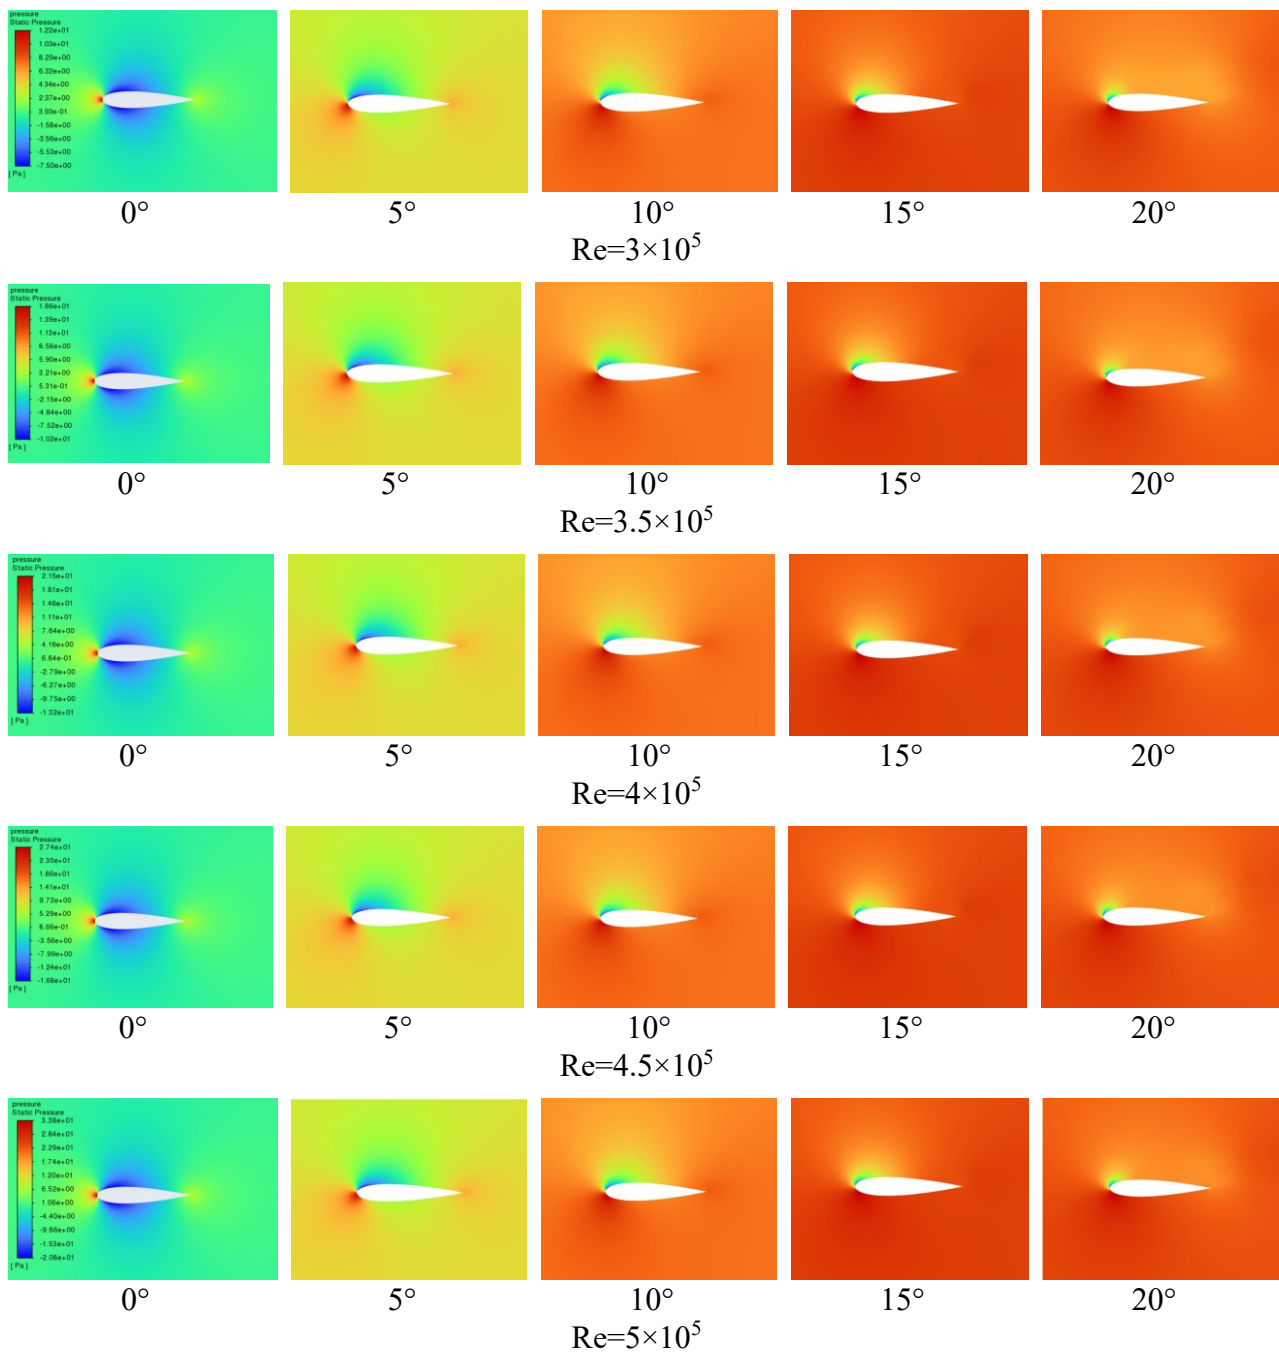 pressure
Static Pressure
1.22e+01
1.03e+01
8.29e+00
6.32e+00
4.34e+00
2.37e+00
3.93e-01
-1.58e+00
-3.56e+00
-5.53e+00
-7.50e+00
[ Pa ]
0° 5° 10° 15° 20°
Re=3×10⁵
pressure
Static Pressure
1.66e+01
1.39e+01
1.13e+01
8.58e+00
5.90e+00
3.21e+00
5.31e-01
-2.15e+00
-4.84e+00
-7.52e+00
-1.02e+01
[ Pa ]
0° 5° 10° 15° 20°
Re=3.5×10⁵
pressure
Static Pressure
2.15e+01
1.81e+01
1.46e+01
1.11e+01
7.64e+00
4.16e+00
6.84e-01
-2.79e+00
-6.27e+00
-9.75e+00
-1.32e+01
[ Pa ]
0° 5° 10° 15° 20°
Re=4×10⁵
pressure
Static Pressure
2.74e+01
2.30e+01
1.86e+01
1.41e+01
9.72e+00
5.29e+00
8.66e-01
-3.56e+00
-7.99e+00
-1.24e+01
-1.68e+01
[ Pa ]
0° 5° 10° 15° 20°
Re=4.5×10⁵
pressure
Static Pressure
3.38e+01
2.84e+01
2.29e+01
1.74e+01
1.20e+01
6.52e+00
1.06e+00
-4.40e+00
-9.86e+00
-1.53e+01
-2.08e+01
[ Pa ]
0° 5° 10° 15° 20°
Re=5×10⁵